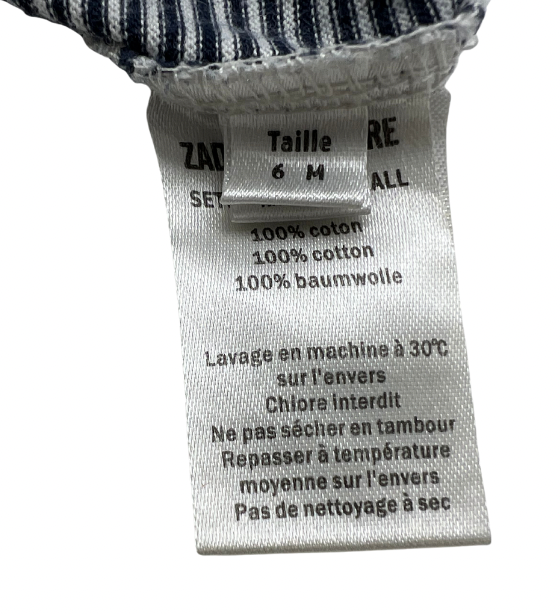 Taille
6 M
100% coton
100% cotton
100% baumwolle
Lavage en machine à 30°C
sur l'envers
Chlore interdit
Ne pas sécher en tambour
Repasser à température
moyenne sur l'envers
Pas de nettoyage à sec